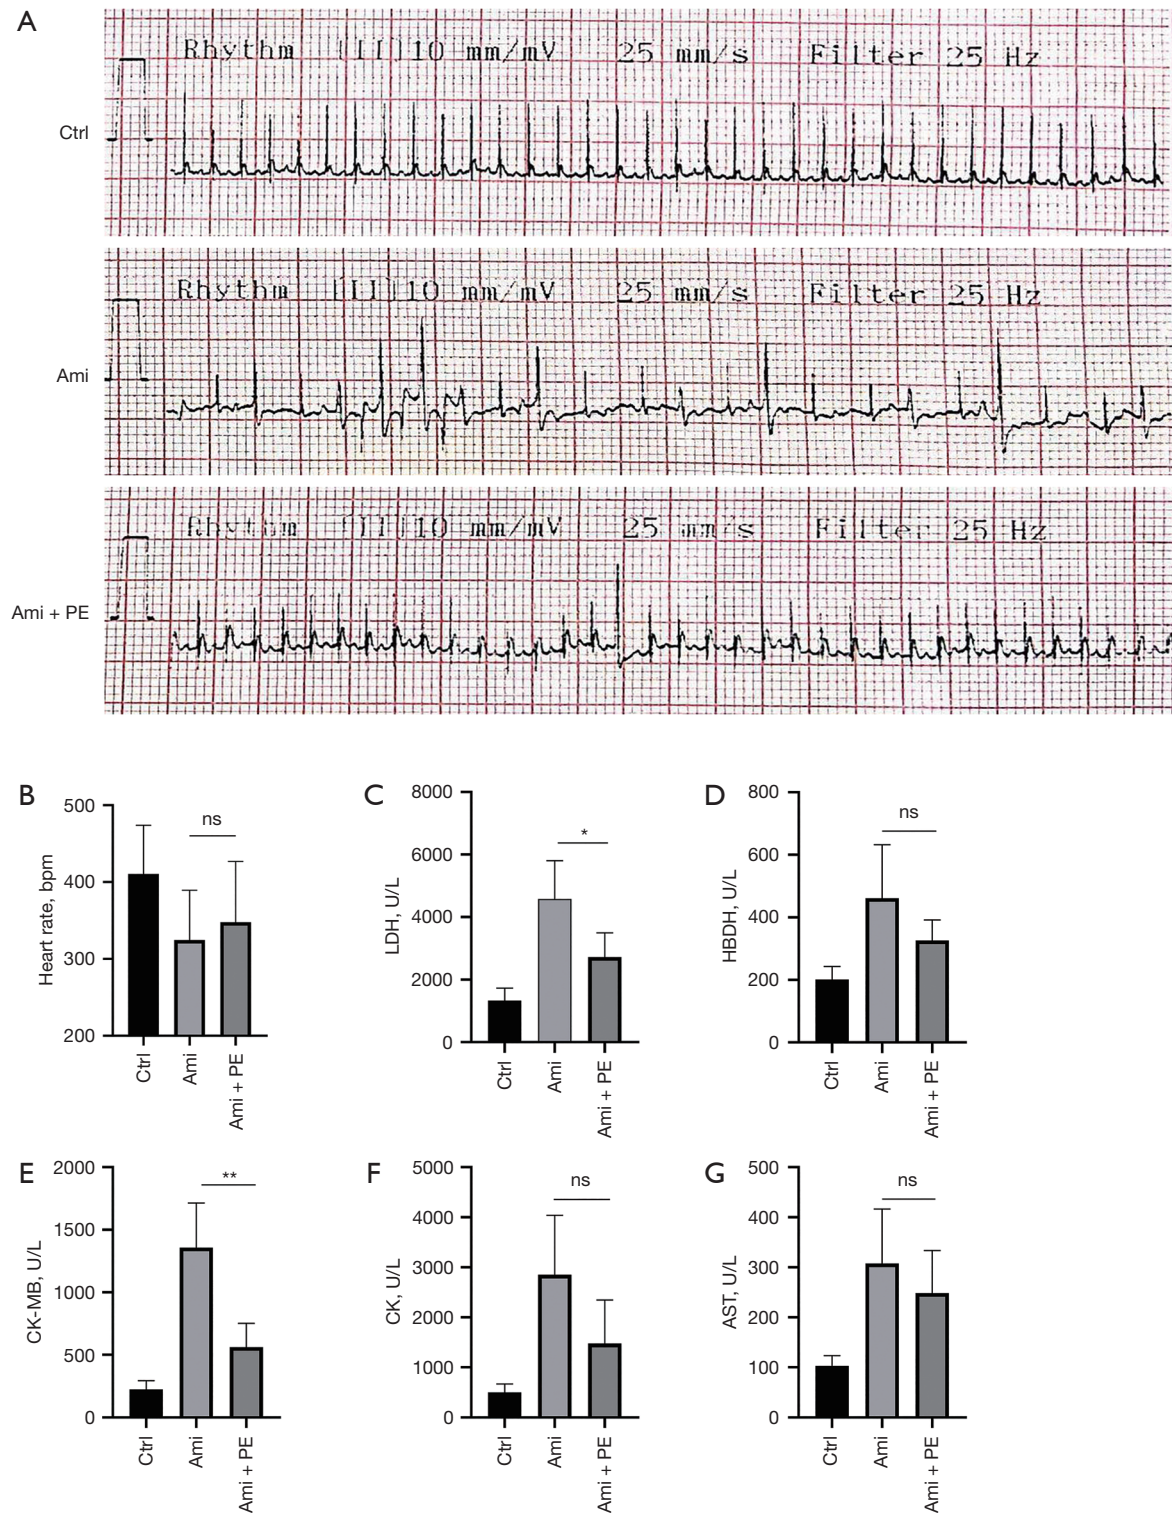 A
Rhythm [II]10 mm/mV 25 mm/s Filter 25 Hz
Ctrl
Rhythm [II]10 mm/mV 25 mm/s Filter 25 Hz
Ami
Rhythm [II]10 mm/mV 25 mm/s Filter 25 Hz
Ami + PE
B
500
400
300
200
Heart rate, bpm
ns
Ctrl
Ami
Ami + PE
C
8000
6000
4000
2000
0
LDH, U/L
*
Ctrl
Ami
Ami + PE
D
800
600
400
200
0
HBDH, U/L
ns
Ctrl
Ami
Ami + PE
E
2000
1500
1000
500
0
CK-MB, U/L
**
Ctrl
Ami
Ami + PE
F
5000
4000
3000
2000
1000
0
CK, U/L
ns
Ctrl
Ami
Ami + PE
G
500
400
300
200
100
0
AST, U/L
ns
Ctrl
Ami
Ami + PE